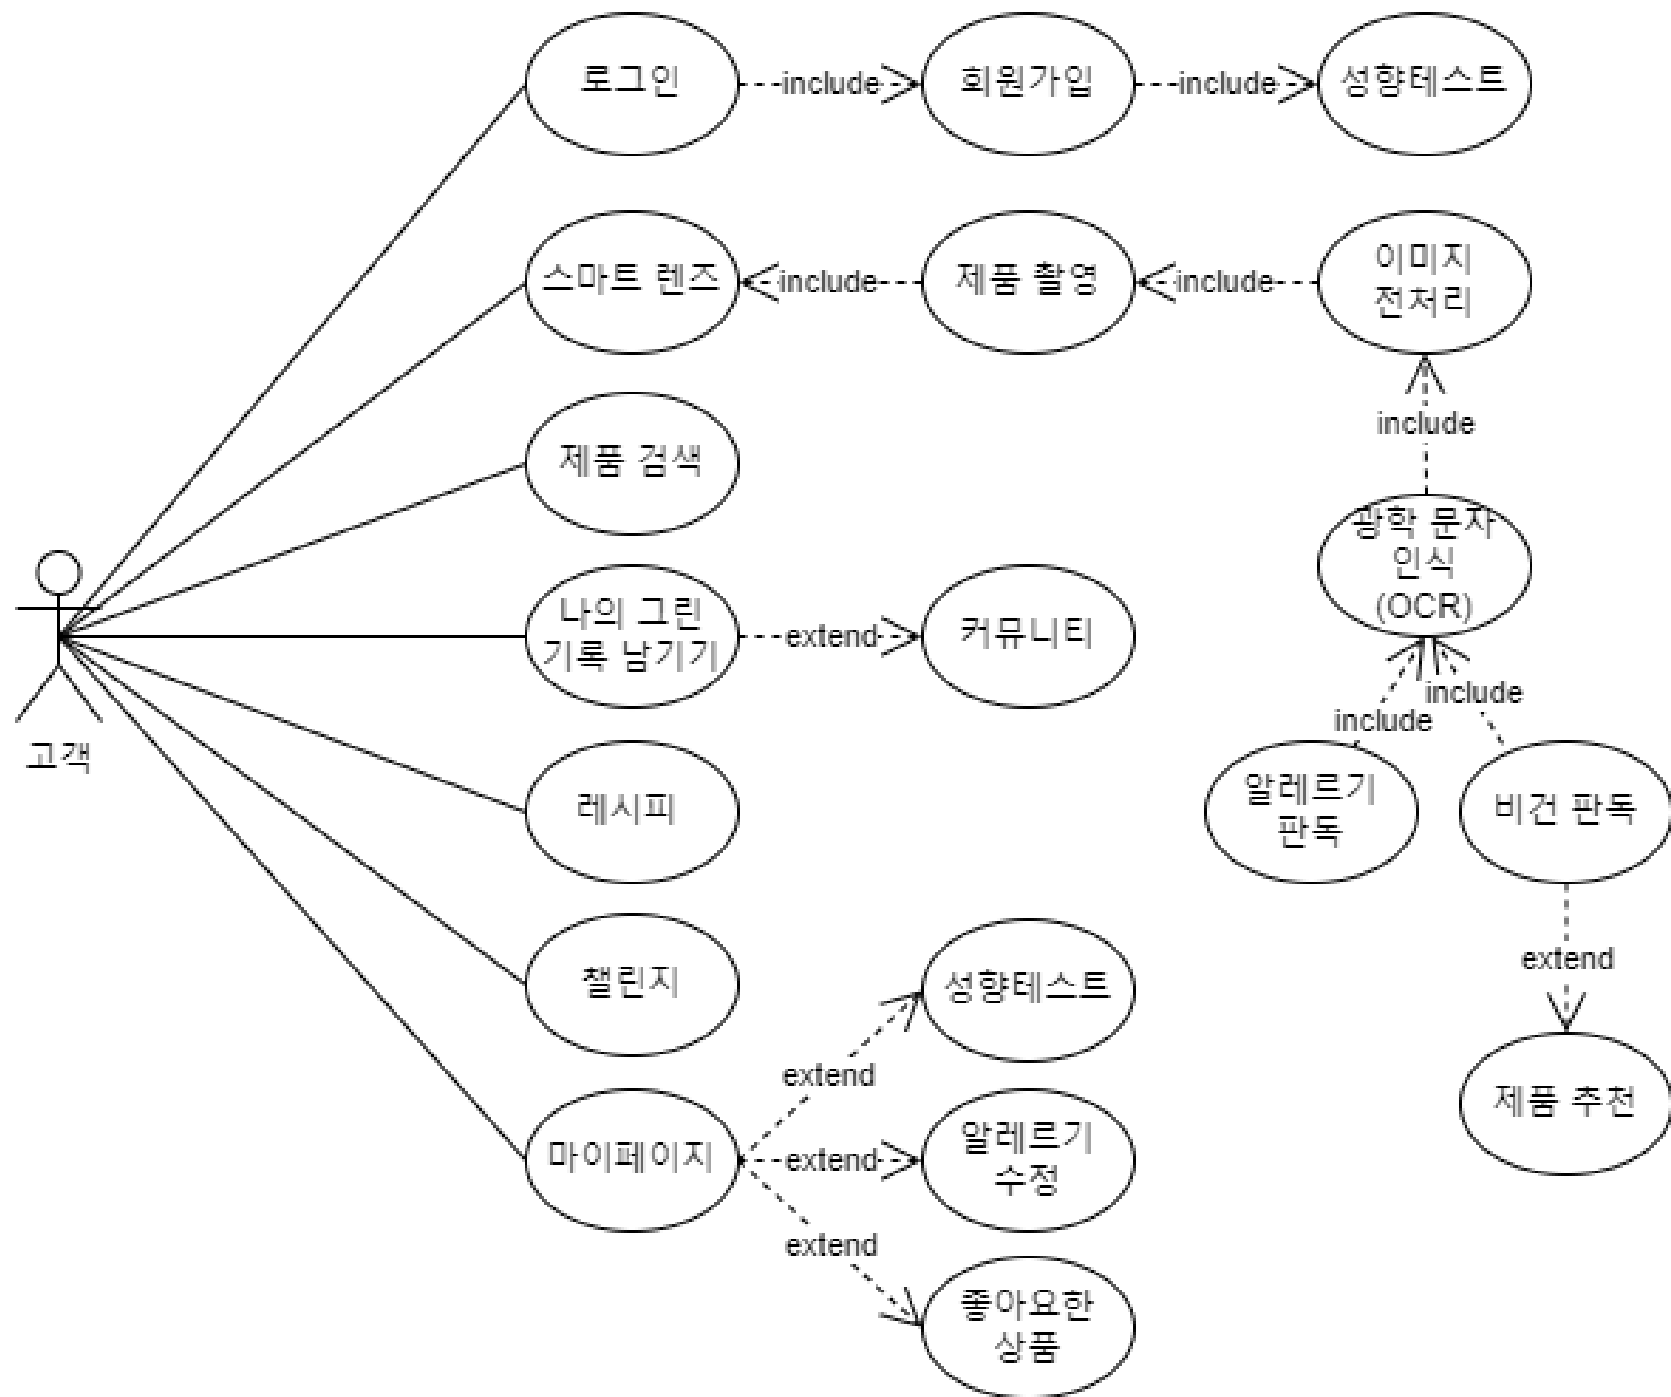 로그인
include
회원가입
include
성향테스트
스마트 렌즈
include
제품 촬영
include
이미지
전처리
include
제품 검색
광학 문자
인식
(OCR)
나의 그린
기록 남기기
extend
커뮤니티
include
include
고객
레시피
알레르기
판독
비건 판독
extend
챌린지
성향테스트
extend
제품 추천
마이페이지
extend
알레르기
수정
extend
좋아요한
상품